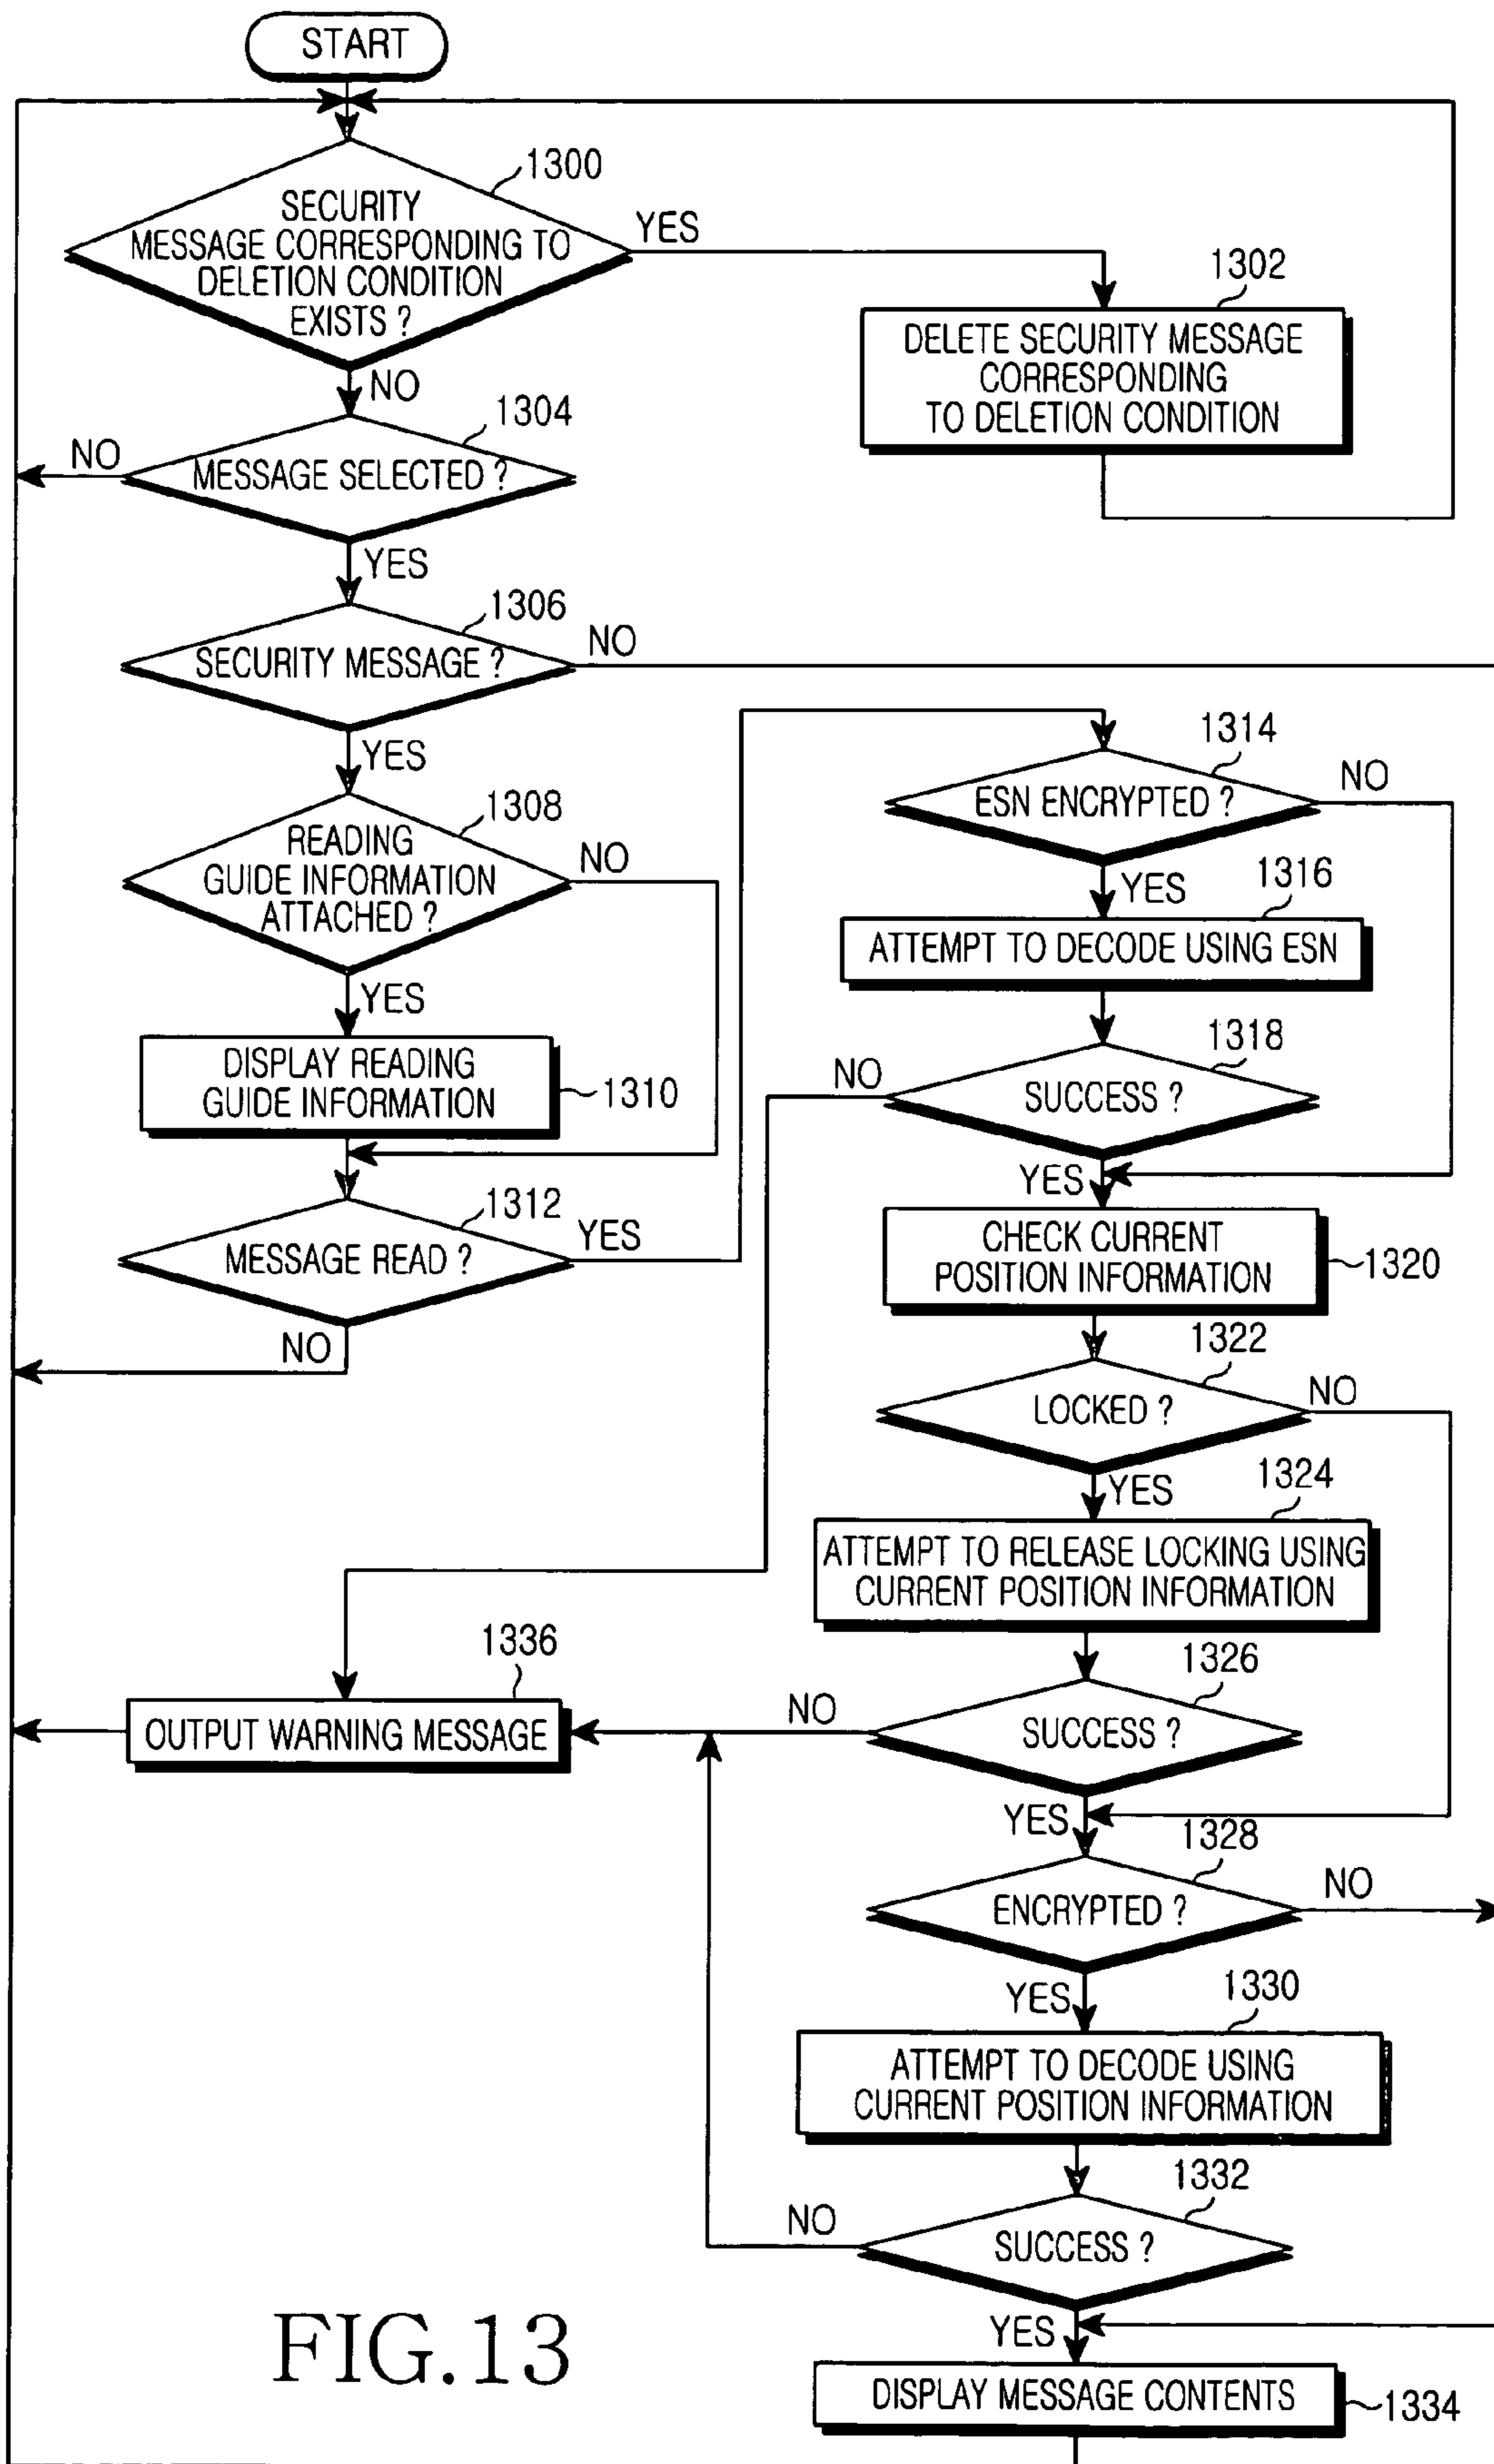 START
1300
SECURITY
MESSAGE CORRESPONDING TO
DELETION CONDITION
EXISTS ?
YES
1302
DELETE SECURITY MESSAGE
CORRESPONDING
TO DELETION CONDITION
NO
1304
MESSAGE SELECTED ?
NO
YES
1306
SECURITY MESSAGE ?
NO
YES
1308
READING
GUIDE INFORMATION
ATTACHED ?
NO
YES
DISPLAY READING
GUIDE INFORMATION
1310
1312
MESSAGE READ ?
YES
NO
1314
ESN ENCRYPTED ?
NO
YES
1316
ATTEMPT TO DECODE USING ESN
1318
SUCCESS ?
NO
YES
CHECK CURRENT
POSITION INFORMATION
1320
1322
LOCKED ?
NO
YES
1324
ATTEMPT TO RELEASE LOCKING USING
CURRENT POSITION INFORMATION
1326
SUCCESS ?
NO
1336
OUTPUT WARNING MESSAGE
YES
1328
ENCRYPTED ?
NO
YES
1330
ATTEMPT TO DECODE USING
CURRENT POSITION INFORMATION
1332
SUCCESS ?
NO
YES
DISPLAY MESSAGE CONTENTS
1334
FIG.13